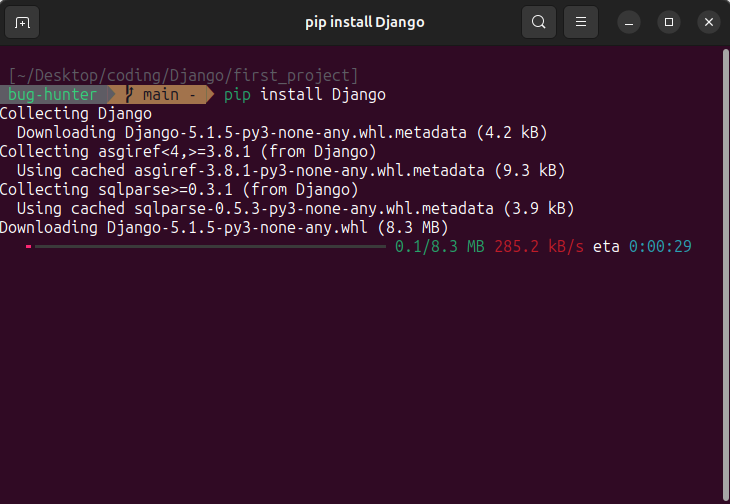 pip install Django
[~/Desktop/coding/Django/first_project]
bug-hunter main - pip install Django
Collecting Django
Downloading Django-5.1.5-py3-none-any.whl.metadata (4.2 kB)
Collecting asgiref<4,>=3.8.1 (from Django)
Using cached asgiref-3.8.1-py3-none-any.whl.metadata (9.3 kB)
Collecting sqlparse>=0.3.1 (from Django)
Using cached sqlparse-0.5.3-py3-none-any.whl.metadata (3.9 kB)
Downloading Django-5.1.5-py3-none-any.whl (8.3 MB)
0.1/8.3 MB 285.2 kB/s eta 0:00:29